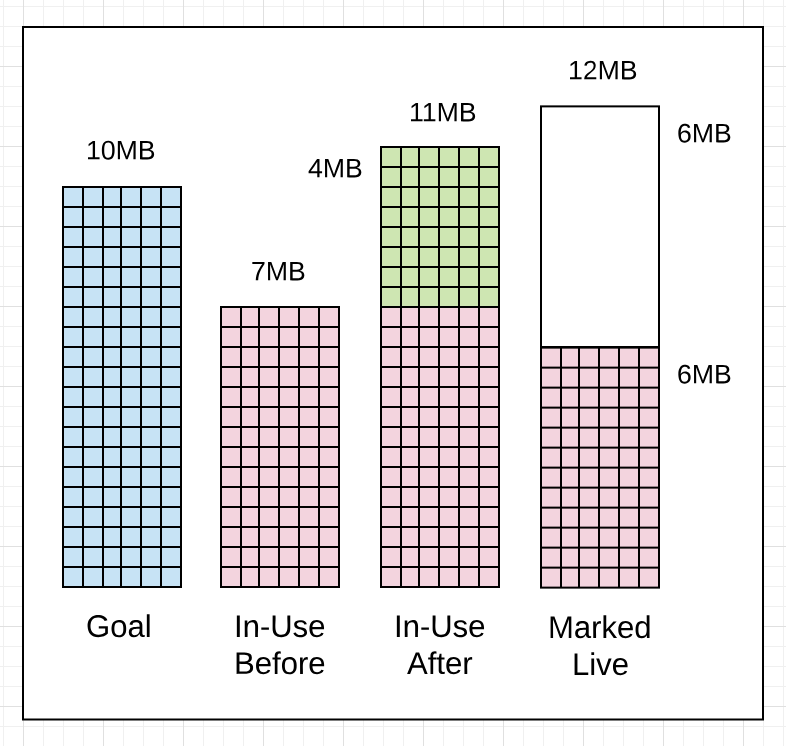 12MB
11MB
6MB
10MB
4MB
7MB
6MB
Goal
In-Use
Before
In-Use
After
Marked
Live